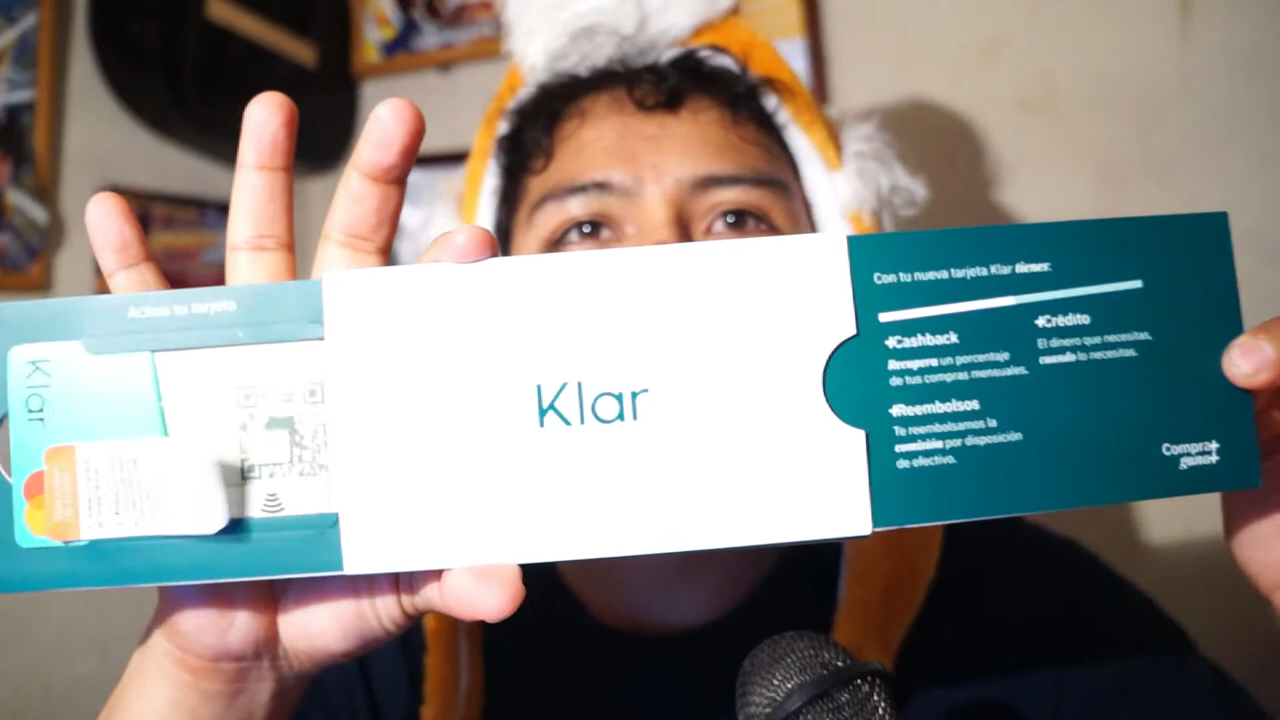 Activa tu tarjeta
Klar
Klar
Con tu nueva tarjeta Klar tienes:
+Cashback
Recupera un porcentaje
de tus compras mensuales.
+Crédito
El dinero que necesitas,
cuando lo necesitas.
+Reembolsos
Te reembolsamos la
comisión por disposición
de efectivo.
Compra+
gana+